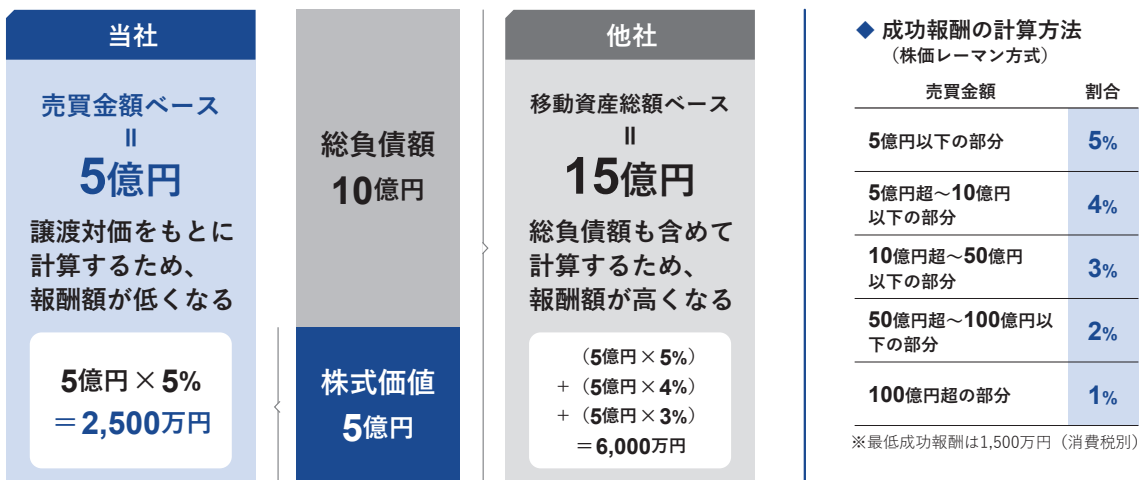 当社
売買金額ベース
=
5億円
譲渡対価をもとに
計算するため、
報酬額が低くなる
5億円×5%
=2,500万円
総負債額
10億円
株式価値
5億円
他社
移動資産総額ベース
=
15億円
総負債額も含めて
計算するため、
報酬額が高くなる
(5億円×5%)
+(5億円×4%)
+(5億円×3%)
=6,000万円
◆ 成功報酬の計算方法
(株価レーマン方式)
売買金額 割合
5億円以下の部分 5%
5億円超~10億円
以下の部分 4%
10億円超~50億円
以下の部分 3%
50億円超~100億円以
下の部分 2%
100億円超の部分 1%
※最低成功報酬は1,500万円(消費税別)